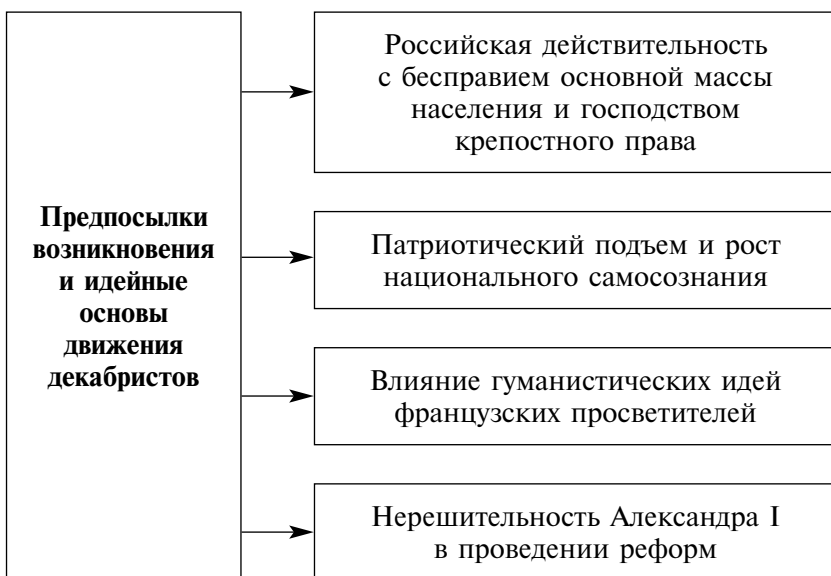 Предпосылки
возникновения
и идейные
основы
движения
декабристов
Российская действительность
с бесправием основной массы
населения и господством
крепостного права
Патриотический подъем и рост
национального самосознания
Влияние гуманистических идей
французских просветителей
Нерешительность Александра I
в проведении реформ